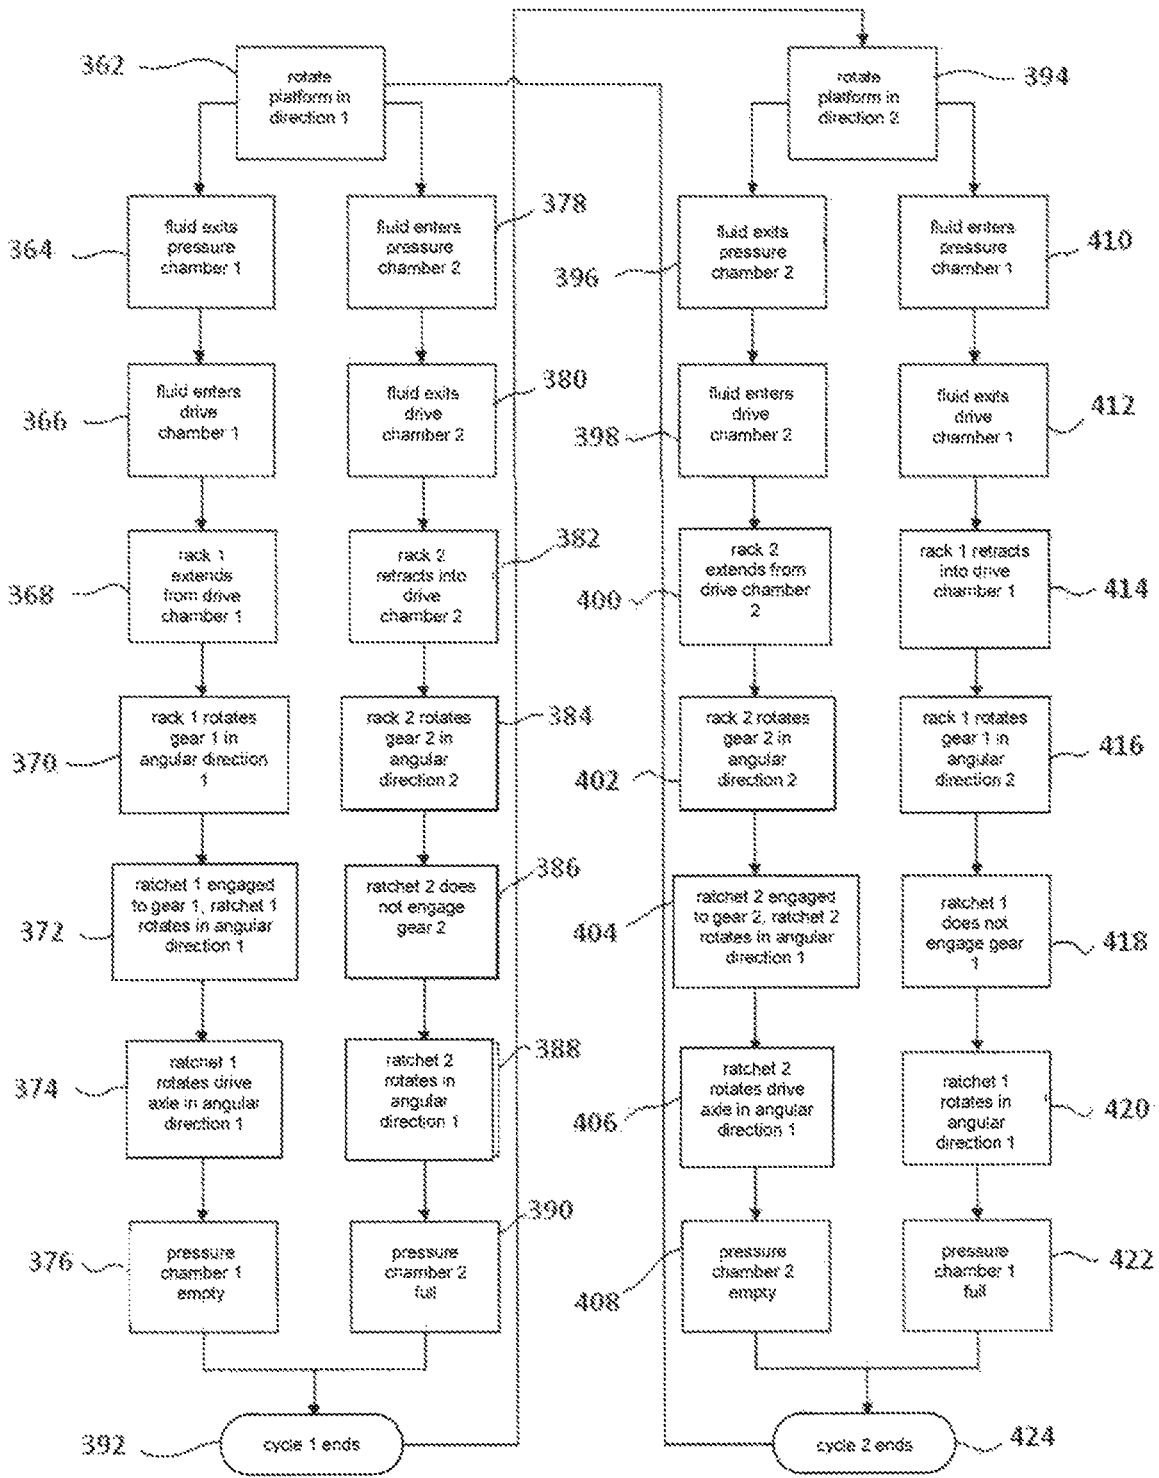 362
rotate
platform in
direction 1
364
fluid exits
pressure
chamber 1
366
fluid enters
drive
chamber 1
368
rack 1
extends
from drive
chamber 1
370
rack 1 rotates
gear 1 in
angular direction
1
372
ratchet 1 engaged
to gear 1, ratchet 1
rotates in angular
direction 1
374
ratchet 1
rotates drive
axle in angular
direction 1
376
pressure
chamber 1
empty
378
fluid enters
pressure
chamber 2
380
fluid exits
drive
chamber 2
382
rack 2
retracts into
drive
chamber 2
384
rack 2 rotates
gear 2 in
angular
direction 2
386
ratchet 2 does
not engage
gear 2
388
ratchet 2
rotates in
angular
direction 1
390
pressure
chamber 2
full
392
cycle 1 ends
394
rotate
platform in
direction 2
396
fluid exits
pressure
chamber 2
398
fluid enters
drive
chamber 2
400
rack 2
extends from
drive chamber
2
402
rack 2 rotates
gear 2 in
angular
direction 2
404
ratchet 2 engaged
to gear 2, ratchet 2
rotates in angular
direction 1
406
ratchet 2
rotates drive
axle in angular
direction 1
408
pressure
chamber 2
empty
410
fluid enters
pressure
chamber 1
412
fluid exits
drive
chamber 1
414
rack 1 retracts
into drive
chamber 1
416
rack 1 rotates
gear 1 in
angular
direction 2
418
ratchet 1
does not
engage gear
1
420
ratchet 1
rotates in
angular
direction 1
422
pressure
chamber 1
full
424
cycle 2 ends